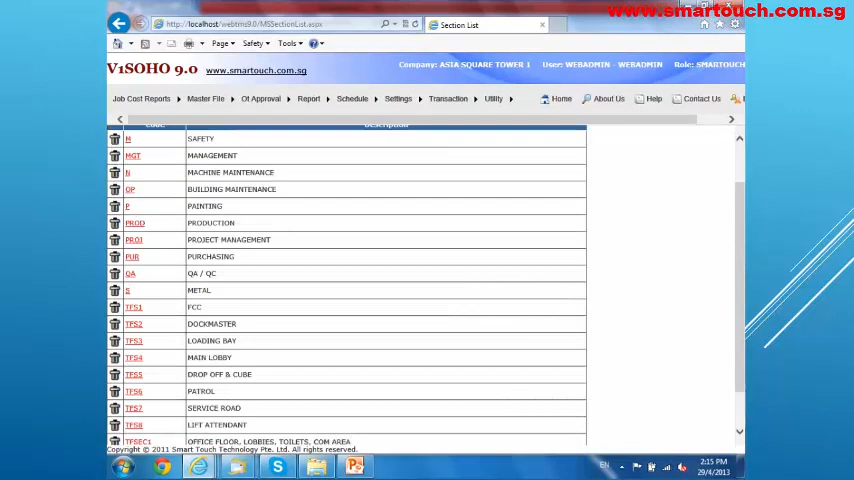 www.smartouch.com.sg
http://localhost/webtms9.0/MSSectionList.aspx
Section List
Page Safety Tools
V1SOHO 9.0 www.smartouch.com.sg Company: ASIA SQUARE TOWER 1 User: WEBADMIN - WEBADMIN Role: SMARTOUCH
Job Cost Reports Master File Ot Approval Report Schedule Settings Transaction Utility Home About Us Help Contact Us
Code Description
M SAFETY
MGT MANAGEMENT
N MACHINE MAINTENANCE
OP BUILDING MAINTENANCE
P PAINTING
PROD PRODUCTION
PROJ PROJECT MANAGEMENT
PUR PURCHASING
QA QA / QC
S METAL
TFS1 FCC
TFS2 DOCKMASTER
TFS3 LOADING BAY
TFS4 MAIN LOBBY
TFS5 DROP OFF & CUBE
TFS6 PATROL
TFS7 SERVICE ROAD
TFS8 LIFT ATTENDANT
TFSEC1 OFFICE FLOOR, LOBBIES, TOILETS, COM AREA
Copyright © 2011 Smart Touch Technology Pte. Ltd. All rights reserved.
EN 2:15 PM
29/4/2013